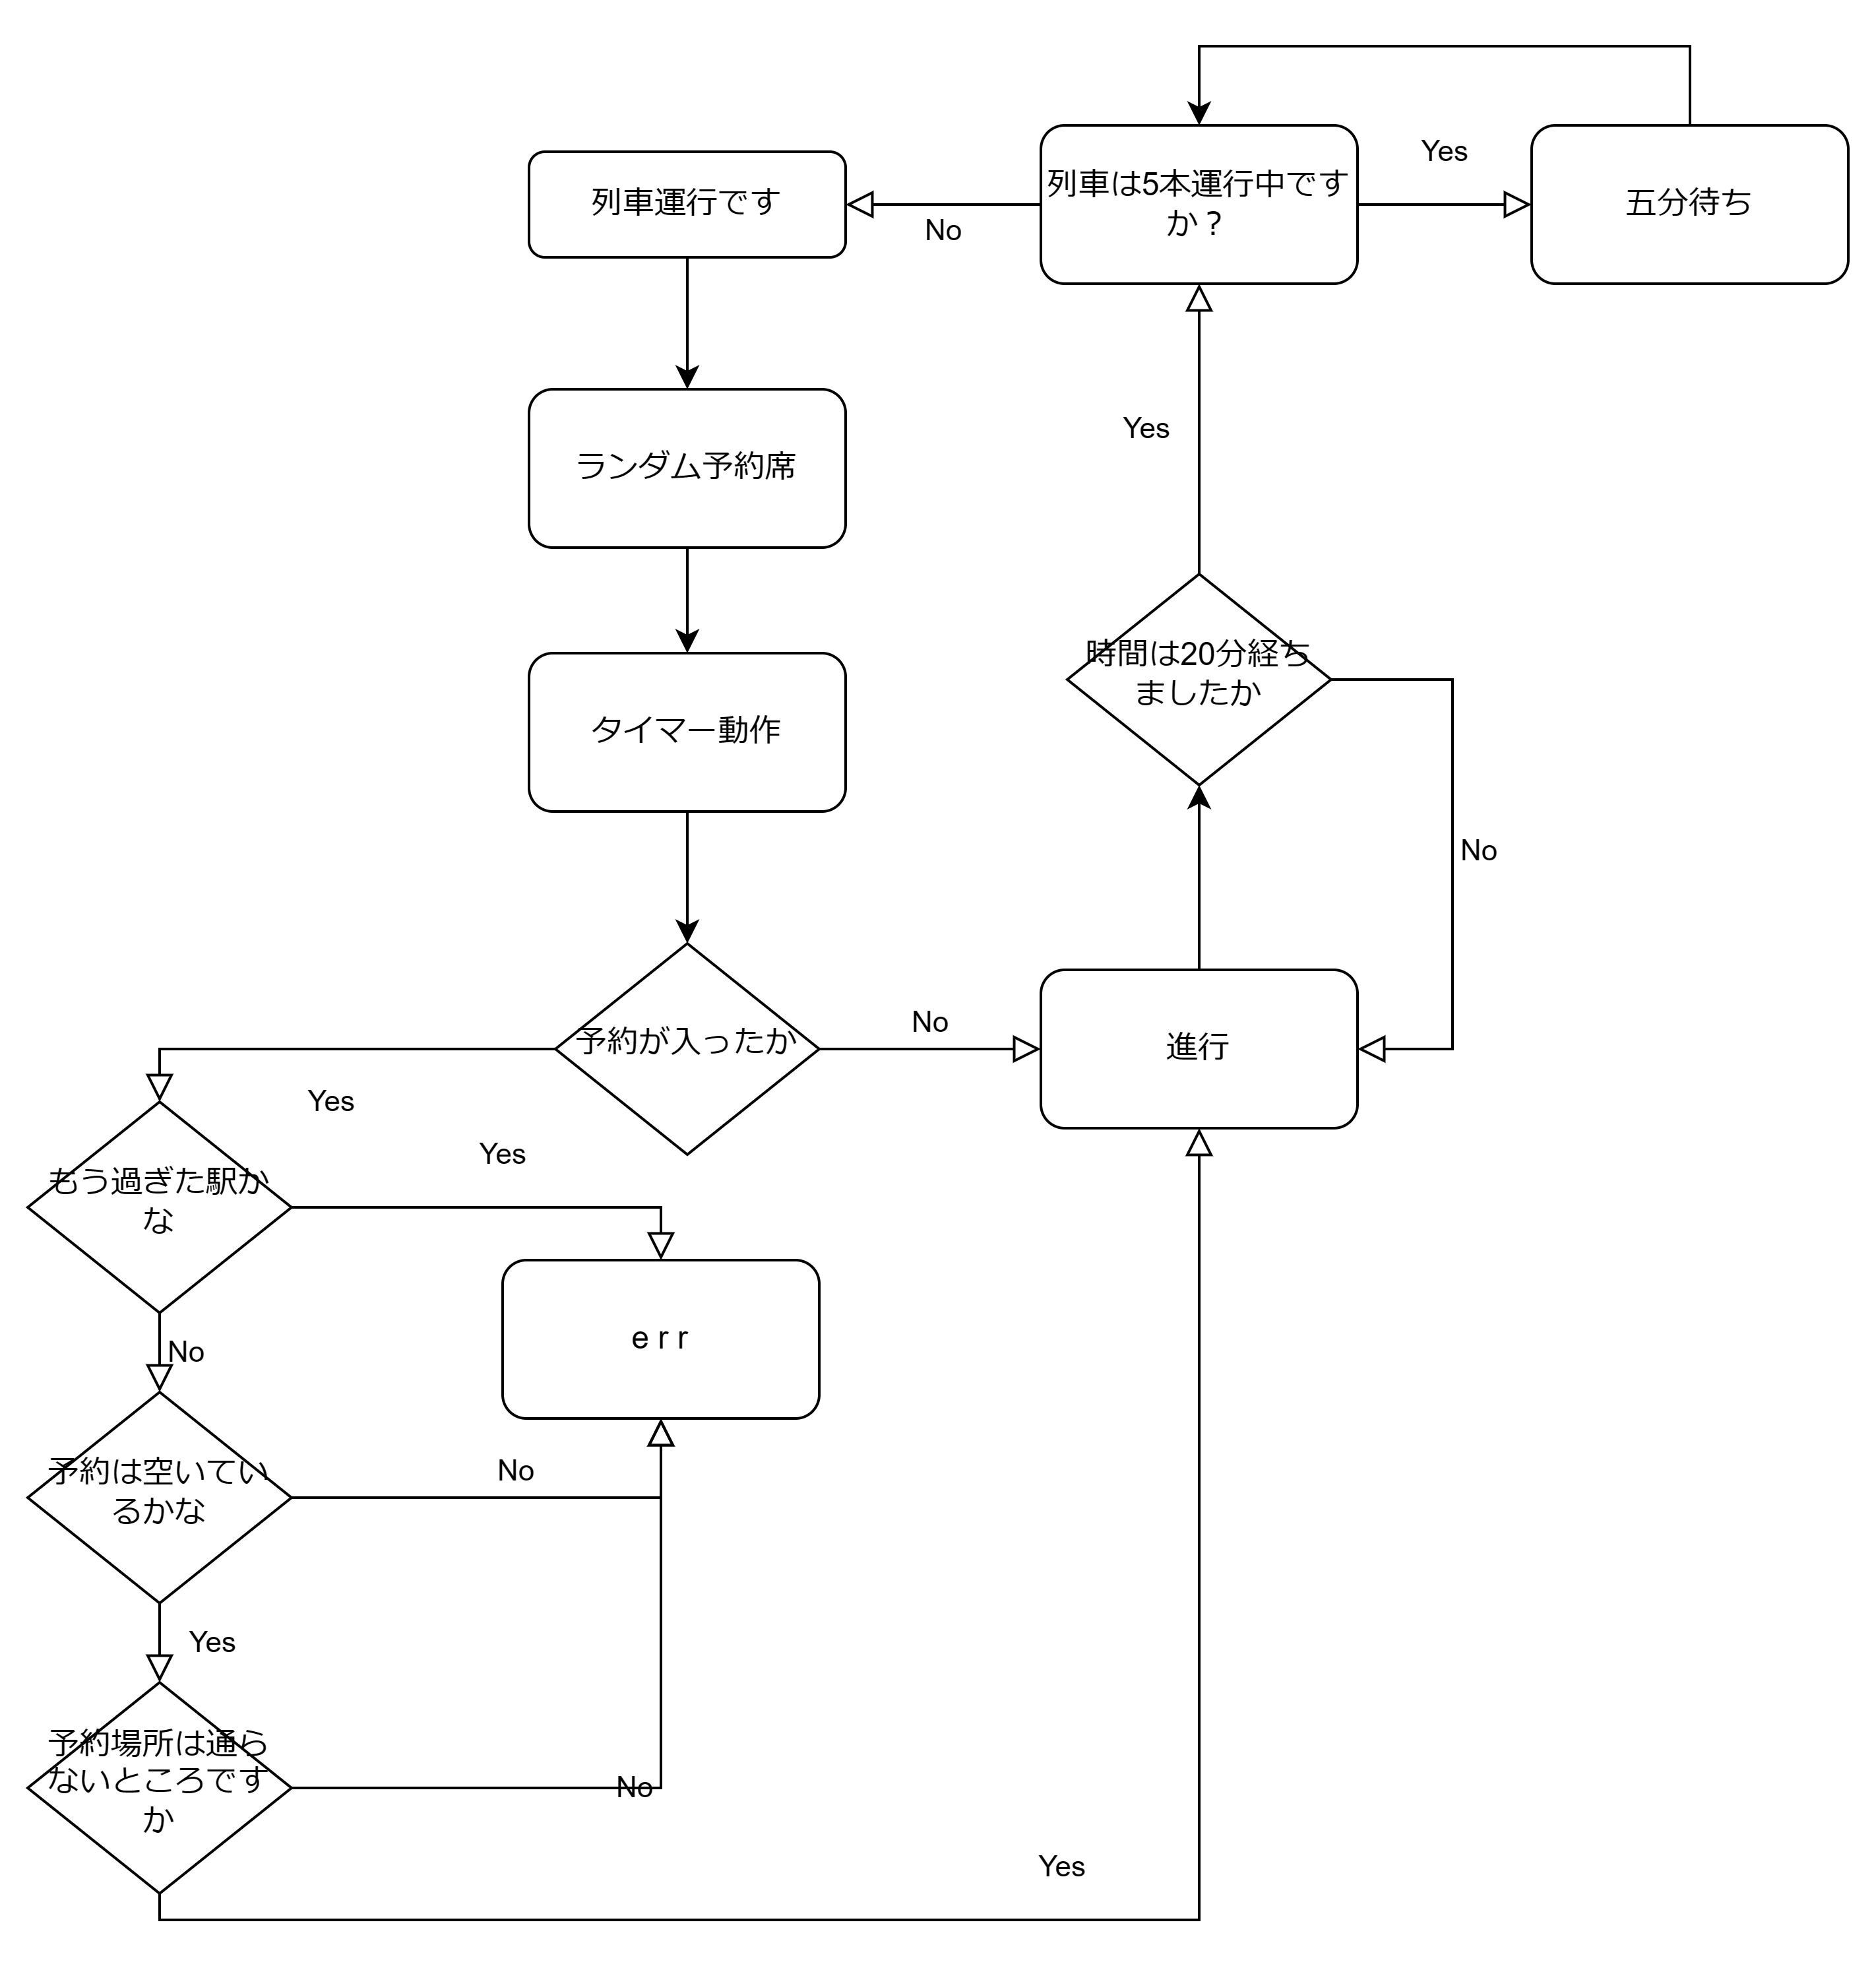 列車運行です
No
列車は5本運行中です
か？
Yes
五分待ち
ランダム予約席
Yes
タイマー動作
時間は20分経ち
ましたか
No
予約が入ったか
No
進行
Yes
Yes
もう過ぎた駅か
な
No
ｅｒｒ
予約は空いてい
るかな
No
Yes
予約場所は通ら
ないところです
か
No
Yes